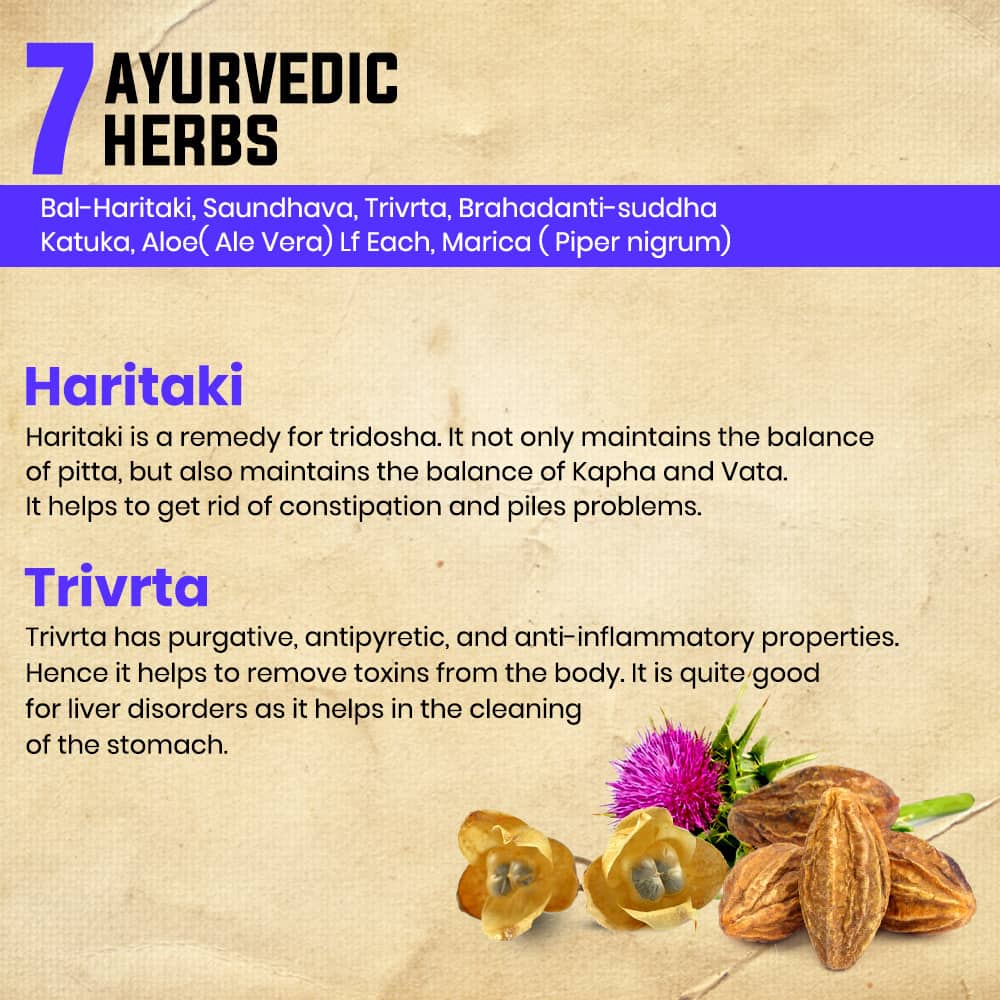 7 AYURVEDIC
HERBS
Bal-Haritaki, Saundhava, Trivrta, Brahadanti-suddha
Katuka, Aloe( Ale Vera) Lf Each, Marica ( Piper nigrum)
Haritaki
Haritaki is a remedy for tridosha. It not only maintains the balance
of pitta, but also maintains the balance of Kapha and Vata.
It helps to get rid of constipation and piles problems.
Trivrta
Trivrta has purgative, antipyretic, and anti-inflammatory properties.
Hence it helps to remove toxins from the body. It is quite good
for liver disorders as it helps in the cleaning
of the stomach.